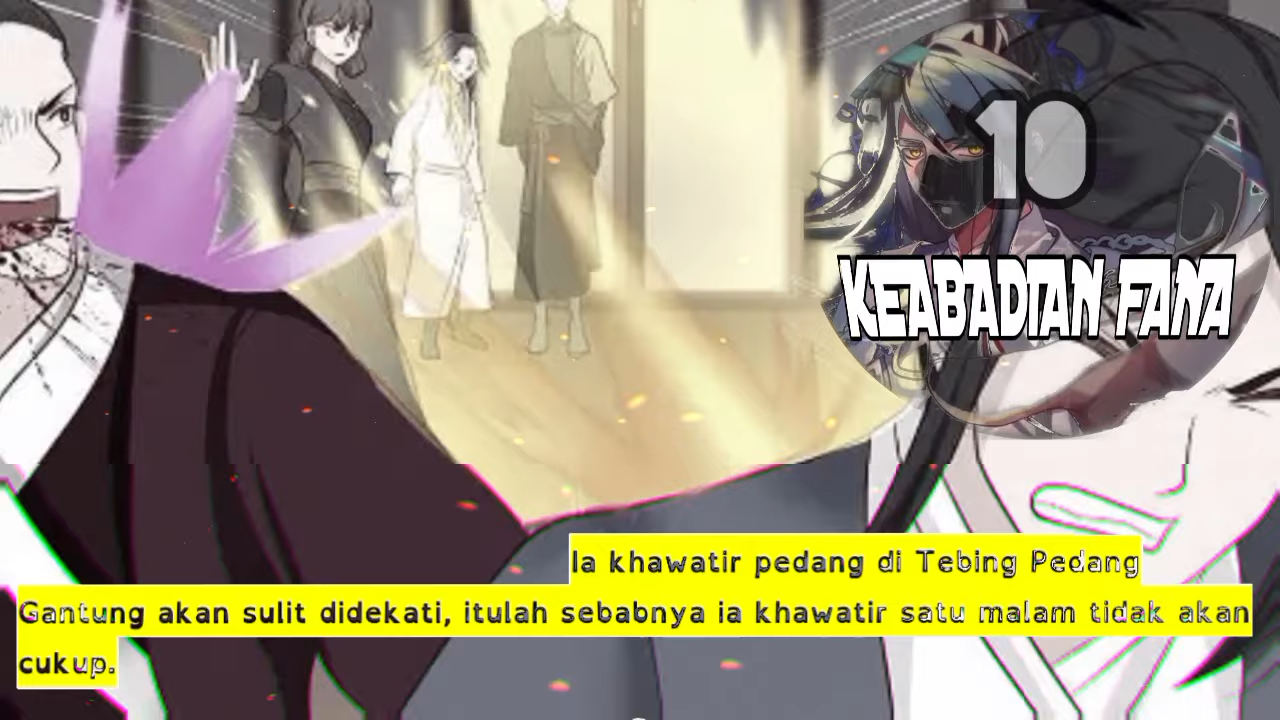 10
KEABADIAN FANA
Ia khawatir pedang di Tebing Pedang
Gantung akan sulit didekati, itulah sebabnya ia khawatir satu malam tidak akan
cukup.